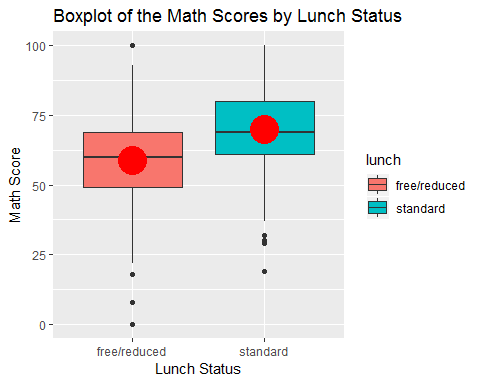 Boxplot of the Math Scores by Lunch Status
100
75
50
25
0
Math Score
free/reduced
standard
Lunch Status
lunch
free/reduced
standard